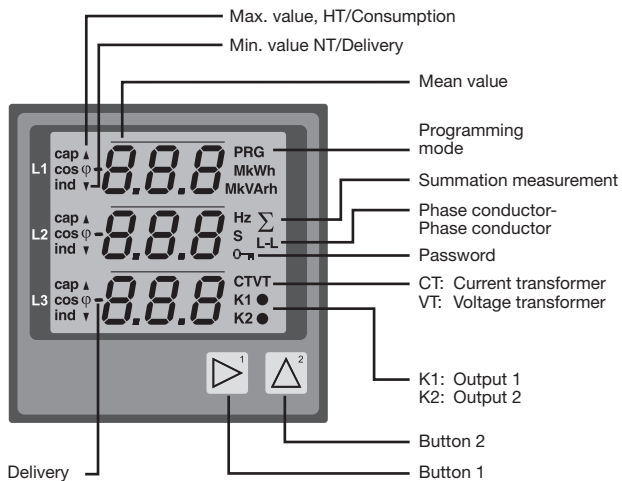 Max. value, HT/Consumption
Min. value NT/Delivery
Mean value
Programming
mode
Summation measurement
Phase conductor-
Phase conductor
Password
CT: Current transformer
VT: Voltage transformer
K1: Output 1
K2: Output 2
Button 2
Button 1
Delivery
cap ▲
L1 cos φ - 8.8.8 PRG
ind ▼ MkWh
MkVArh
cap ▲
L2 cos φ - 8.8.8 Hz Σ
ind ▼ S L-L
cap ▲
L3 cos φ - 8.8.8 CTVT
ind ▼ K1 ●
K2 ●
1
2